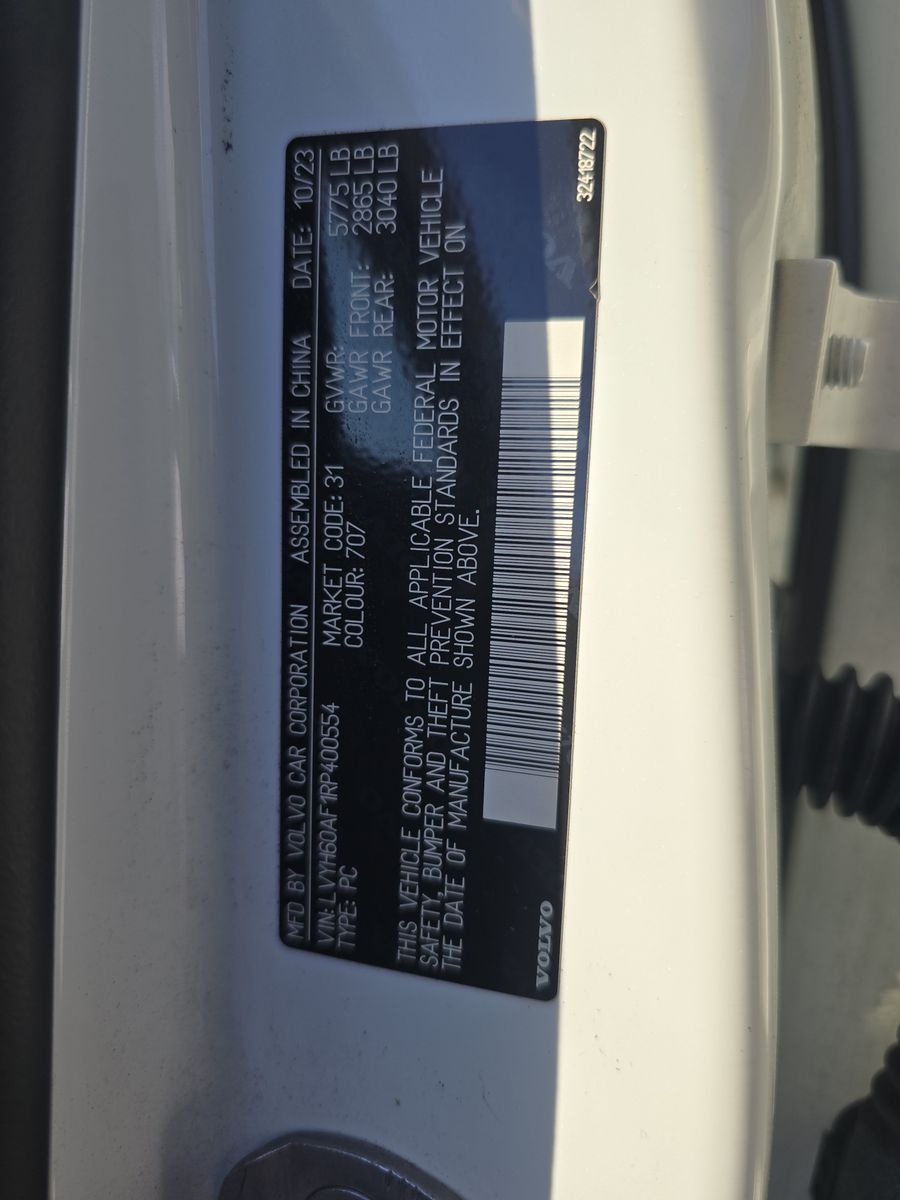 MFD BY VOLVO CAR CORPORATION ASSEMBLED IN CHINA DATE: 10/23
VIN: LVYH60AF1RP400554 MARKET CODE: 31 GVWR: 5775 LB
TYPE: PC COLOUR: 707 GAWR FRONT: 2865 LB
GAWR REAR: 3040 LB
THIS VEHICLE CONFORMS TO ALL APPLICABLE FEDERAL MOTOR VEHICLE
SAFETY, BUMPER AND THEFT PREVENTION STANDARDS IN EFFECT ON
THE DATE OF MANUFACTURE SHOWN ABOVE.
VOLVO 32418722